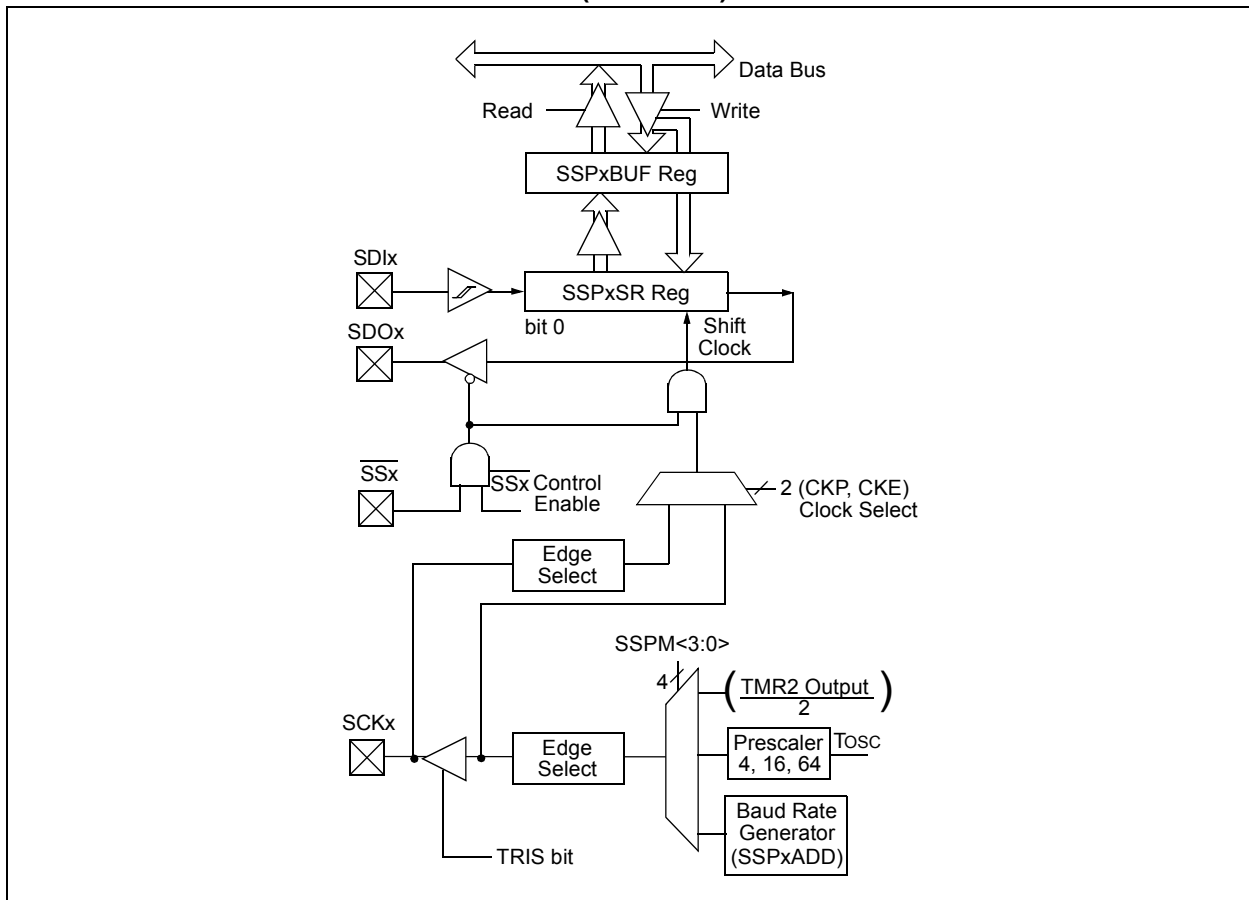 Data Bus
Read
Write
SSPxBUF Reg
SDIx
SSPxSR Reg
SDOx
bit 0
Shift
Clock
SSx
SSx Control
Enable
2 (CKP, CKE)
Clock Select
Edge
Select
SSPM<3:0>
4
( TMR2 Output )
2
SCKx
Edge
Select
Prescaler
4, 16, 64
TOSC
Baud Rate
Generator
(SSPxADD)
TRIS bit